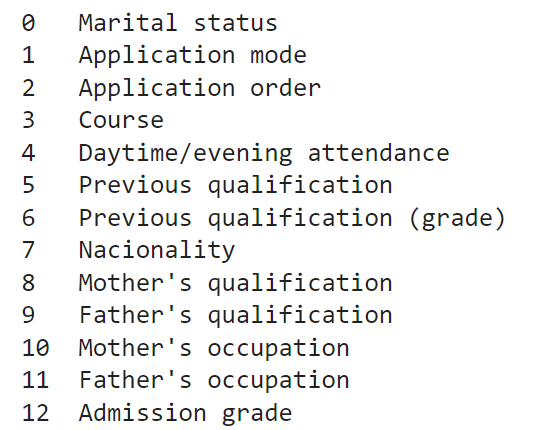 0 Marital status
1 Application mode
2 Application order
3 Course
4 Daytime/evening attendance
5 Previous qualification
6 Previous qualification (grade)
7 Nacionality
8 Mother's qualification
9 Father's qualification
10 Mother's occupation
11 Father's occupation
12 Admission grade